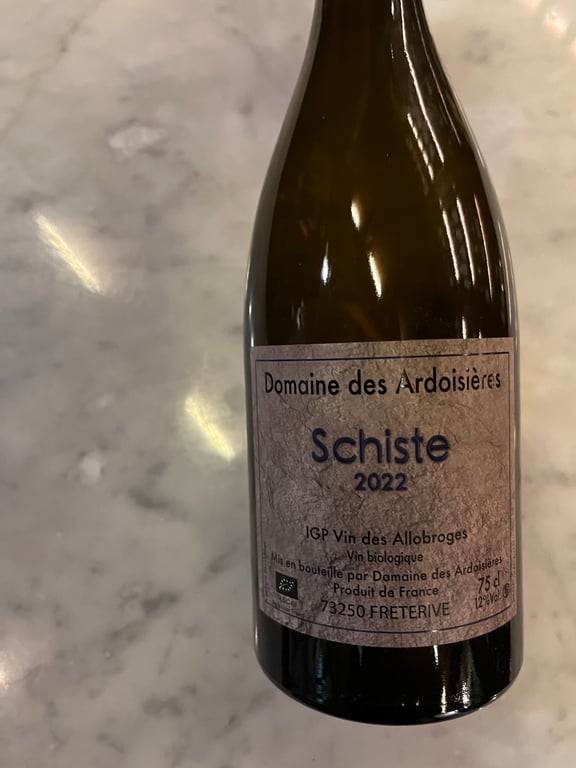 Domaine des Ardoisières
Schiste
2022
IGP Vin des Allobroges
Vin biologique
Mis en bouteille par Domaine des Ardoisières
Produit de France
75 cl
73250 FRETERIVE
12%Vol.